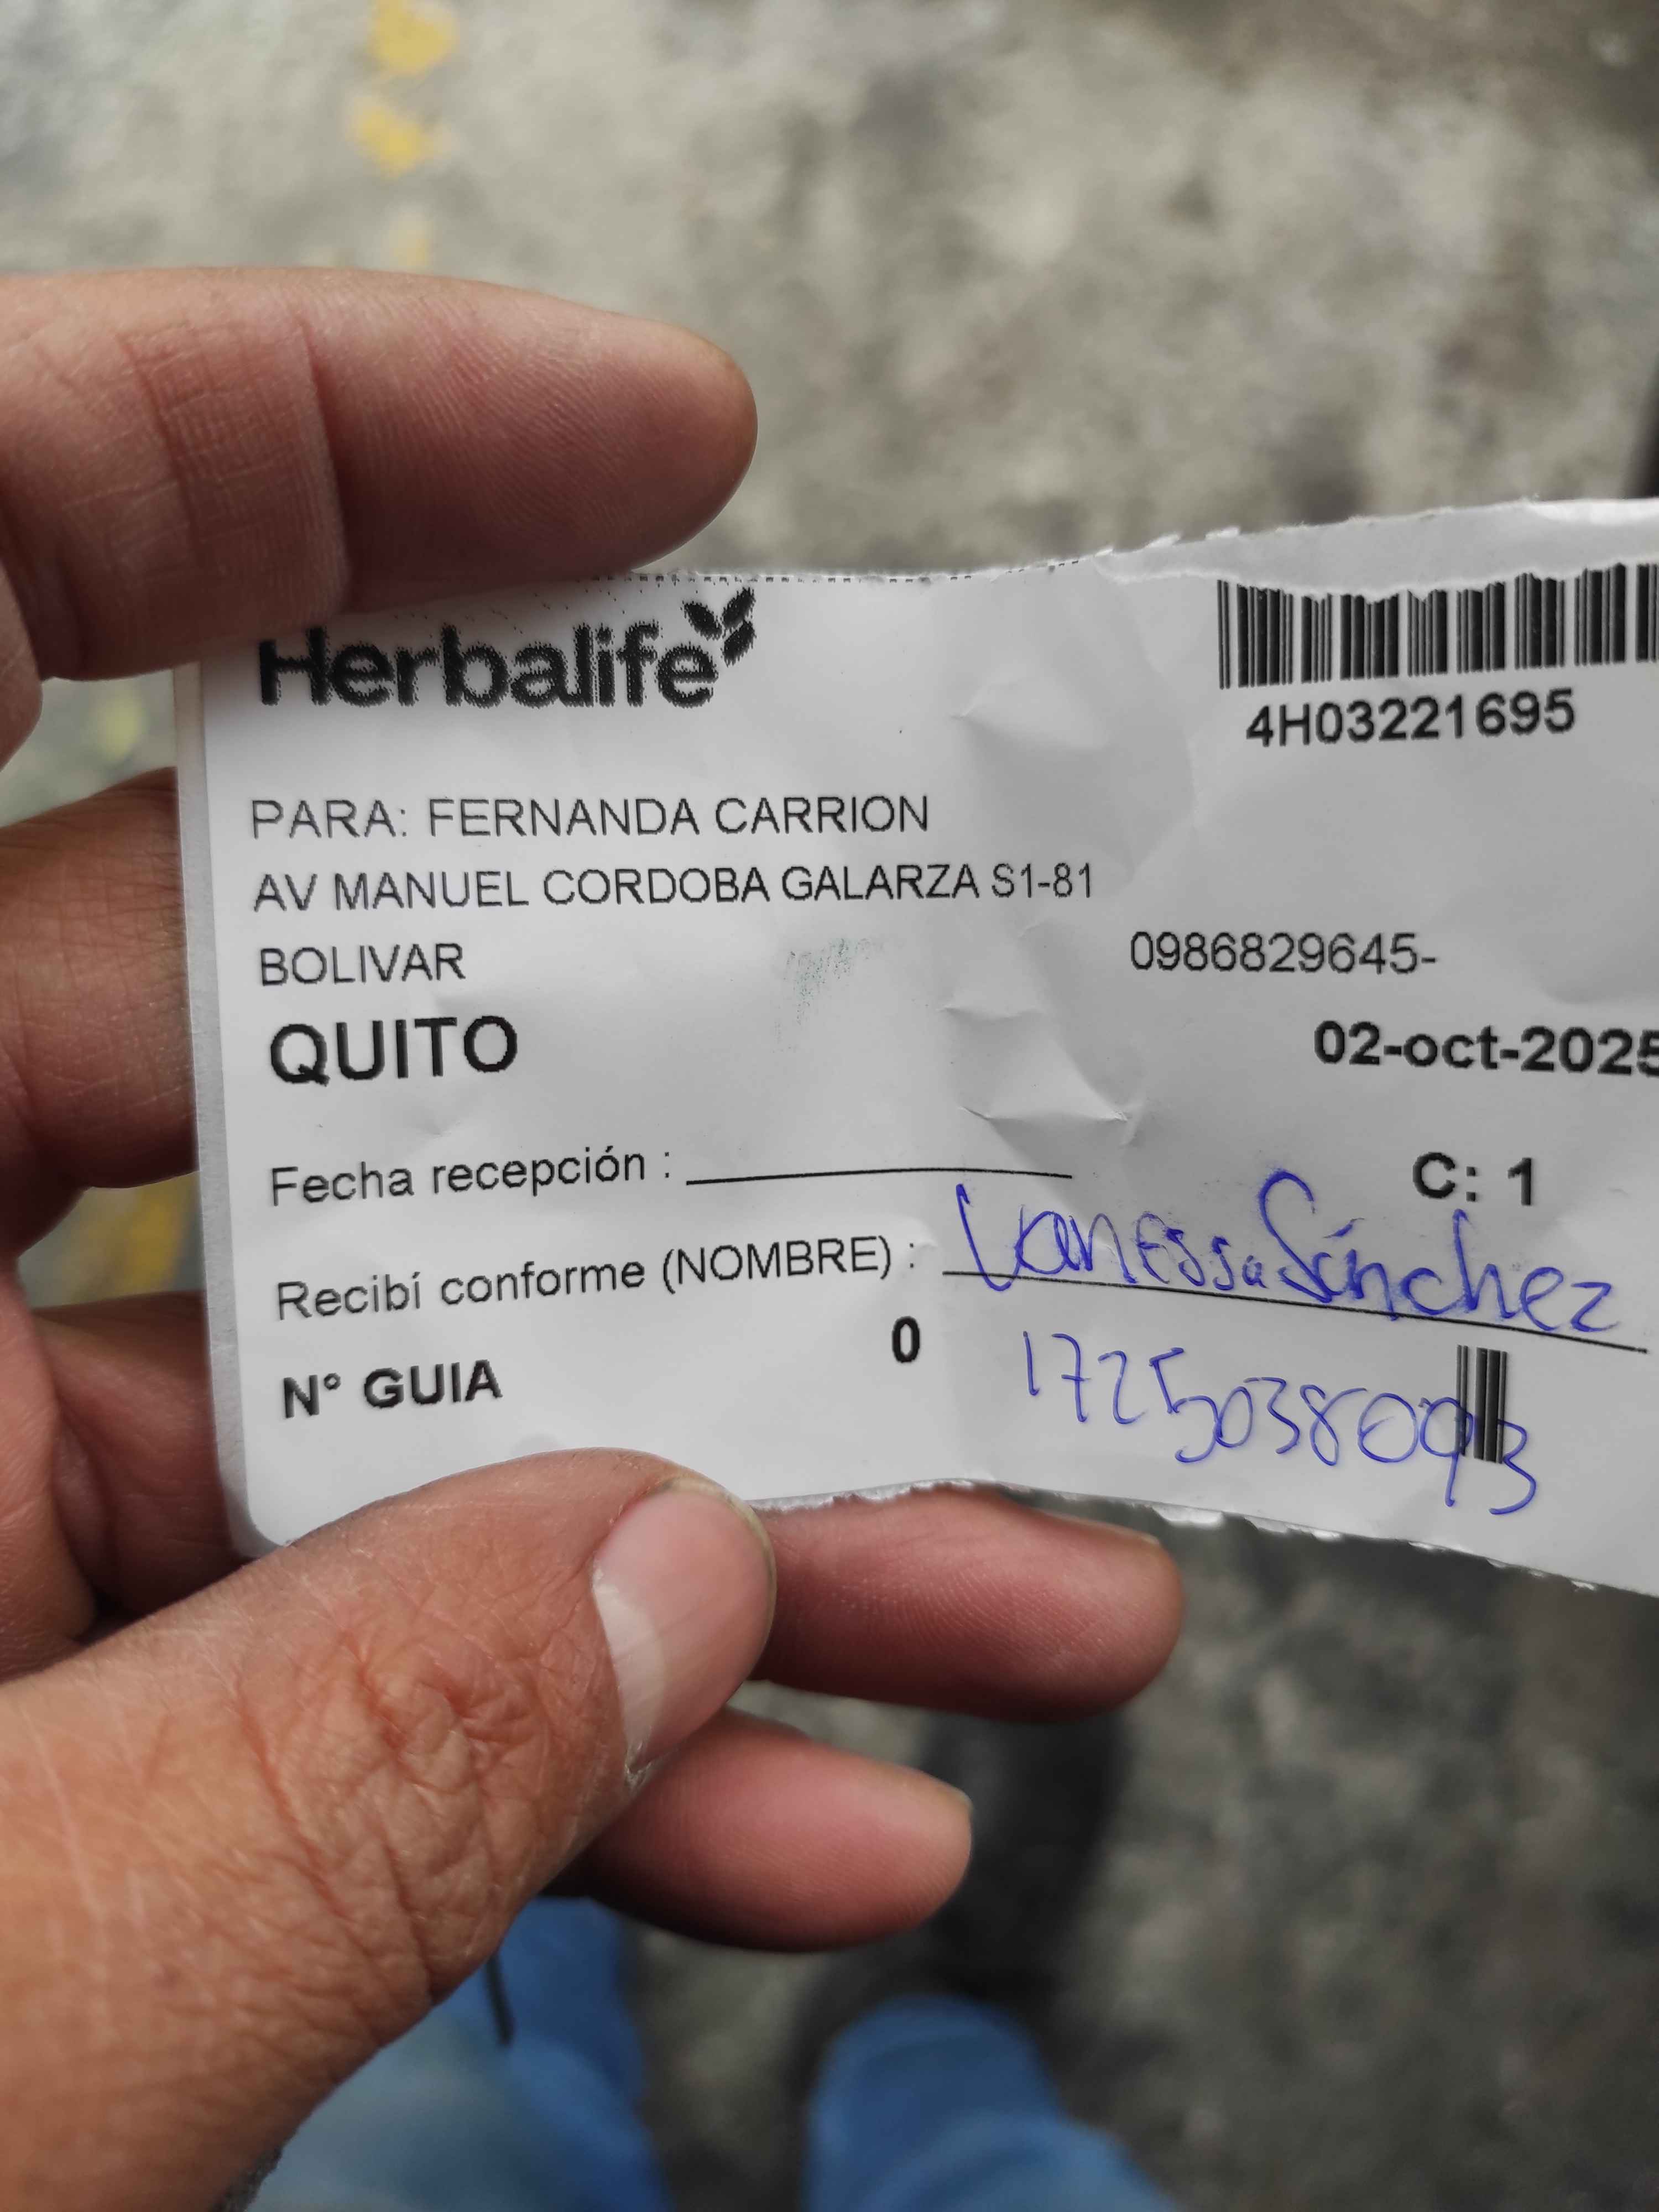 Herbalife
4H03221695
PARA: FERNANDA CARRION
AV MANUEL CORDOBA GALARZA S1-81
BOLIVAR 0986829645-
QUITO 02-oct-2025
Fecha recepción : C: 1
Recibí conforme (NOMBRE) : Vanessa Sánchez
N° GUIA 0 1725038093